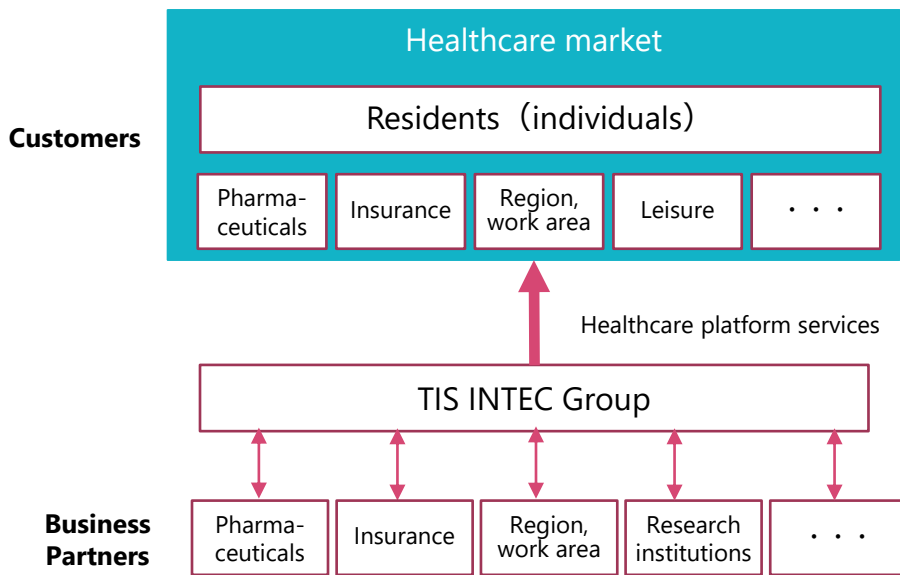 Healthcare market
Customers
Residents（individuals）
Pharma-
ceuticals
Insurance
Region,
work area
Leisure
・・・
Healthcare platform services
TIS INTEC Group
Business
Partners
Pharma-
ceuticals
Insurance
Region,
work area
Research
institutions
・・・